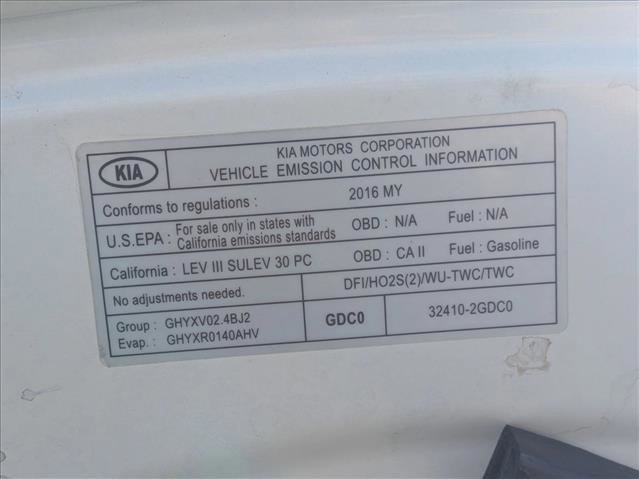 KIA
KIA MOTORS CORPORATION
VEHICLE EMISSION CONTROL INFORMATION
Conforms to regulations : 2016 MY
U.S.EPA : For sale only in states with California emissions standards OBD : N/A Fuel : N/A
California : LEV III SULEV 30 PC OBD : CA II Fuel : Gasoline
No adjustments needed. DFI/HO2S(2)/WU-TWC/TWC
Group : GHYXV02.4BJ2
Evap. : GHYXR0140AHV
GDC0
32410-2GDC0